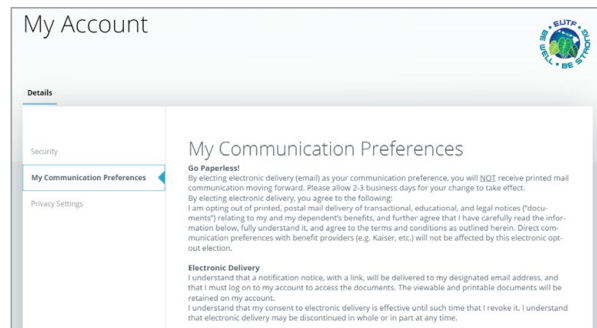 My Account
EUTF • BE STRONG • BE WELL •
Details
Security
My Communication Preferences
Privacy Settings
My Communication Preferences
Go Paperless!
By electing electronic delivery (email) as your communication preference, you will NOT receive printed mail
communication moving forward. Please allow 2-3 business days for your change to take effect.
By electing electronic delivery, you agree to the following:
I am opting out of printed, postal mail delivery of transactional, educational, and legal notices ("docu-
ments") relating to my and my dependent's benefits, and further agree that I have carefully read the infor-
mation below, fully understand it, and agree to the terms and conditions as outlined herein. Direct com-
munication preferences with benefit providers (e.g. Kaiser, etc.) will not be affected by this electronic opt-
out election.
Electronic Delivery
I understand that a notification notice, with a link, will be delivered to my designated email address, and
that I must log on to my account to access the documents. The viewable and printable documents will be
retained on my account.
I understand that my consent to electronic delivery is effective until such time that I revoke it. I understand
that electronic delivery may be discontinued in whole or in part at any time.